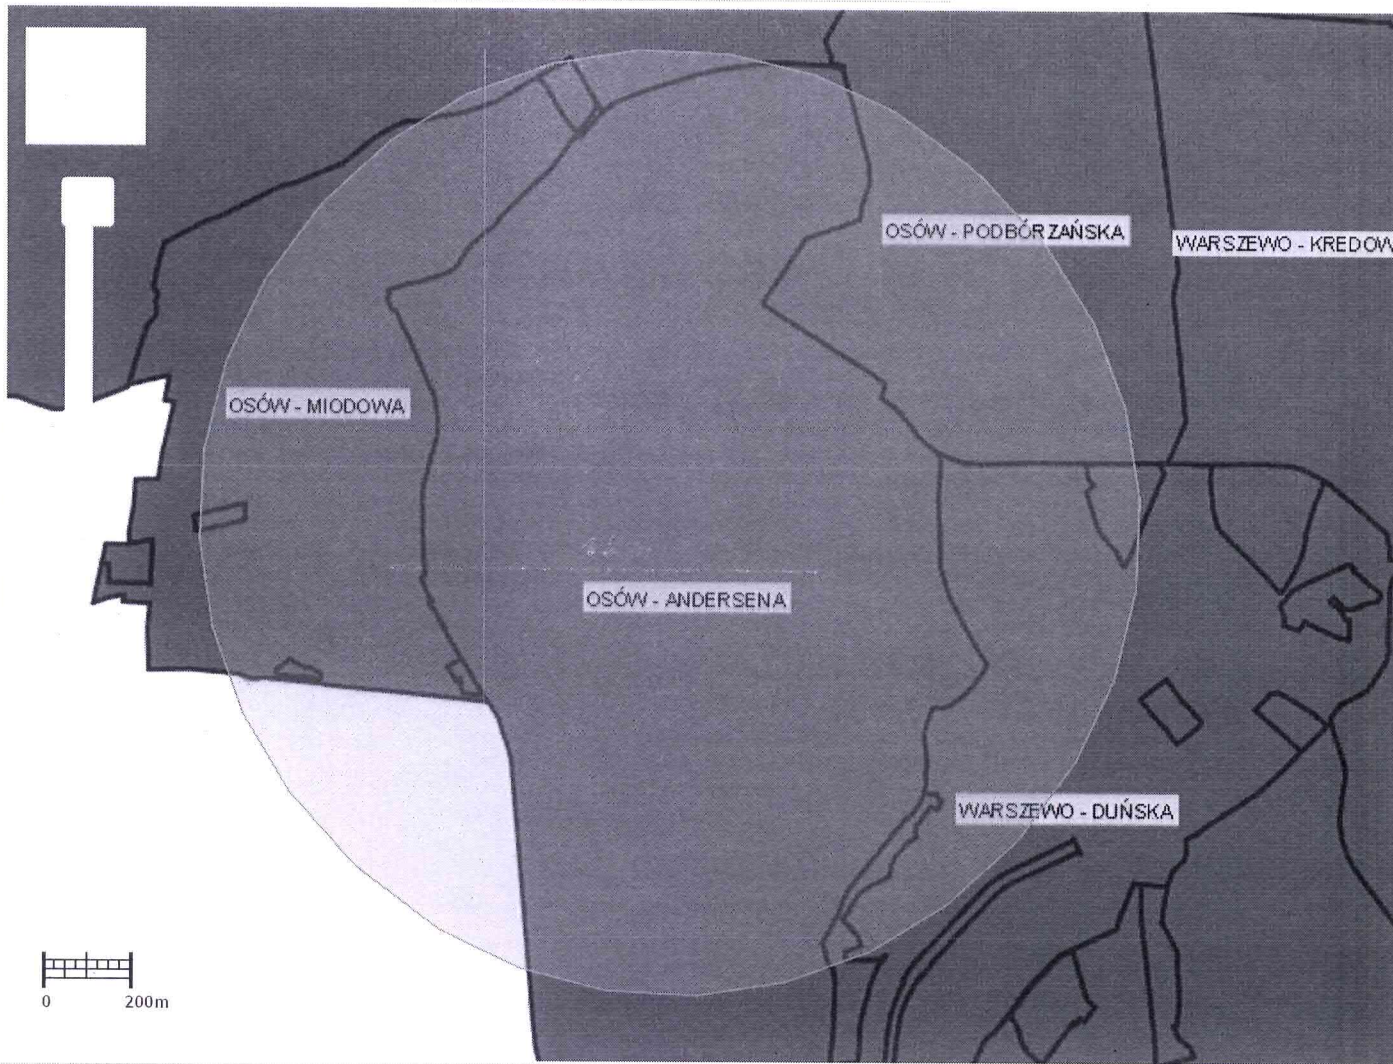 OSÓW - PODBÓRZAŃSKA
WARSZEWO - KREDOW
OSÓW - MIODOWA
OSÓW - ANDERSENA
WARSZEWO - DUŃSKA
0 200m